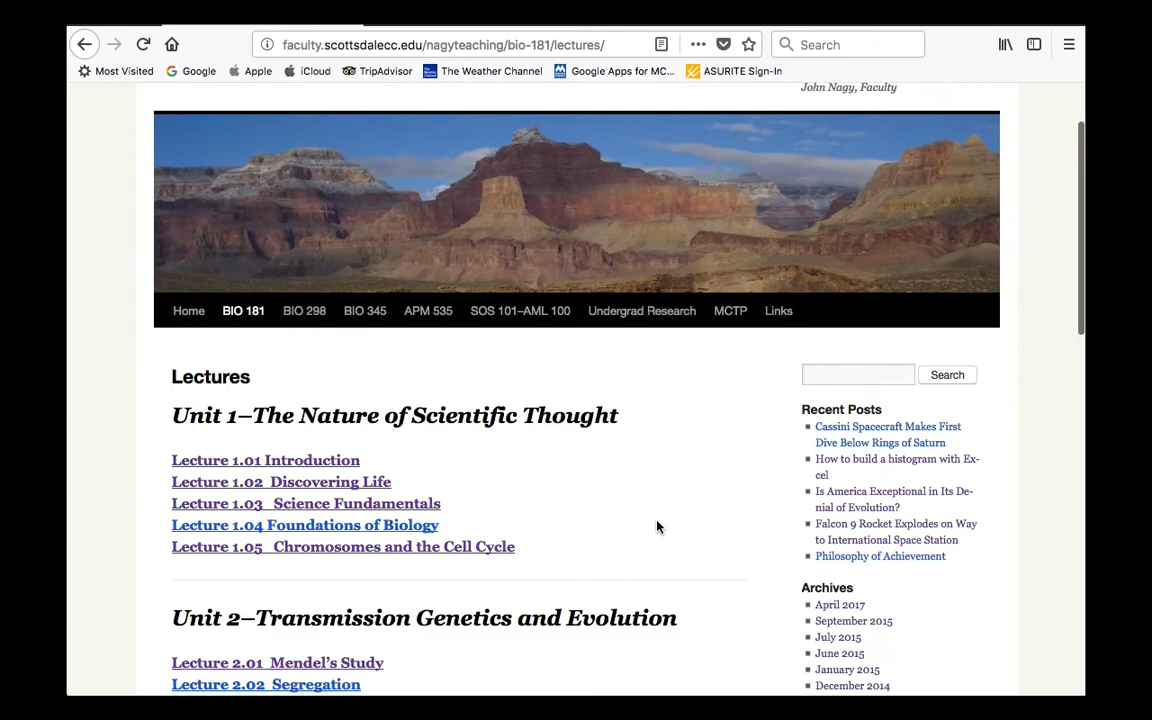 faculty.scottsdalecc.edu/nagyteaching/bio-181/lectures/
Search
Most Visited
Google
Apple
iCloud
TripAdvisor
The Weather Channel
Google Apps for MC...
ASURITE Sign-In
John Nagy, Faculty
Home
BIO 181
BIO 298
BIO 345
APM 535
SOS 101–AML 100
Undergrad Research
MCTP
Links
Lectures
Unit 1–The Nature of Scientific Thought
Lecture 1.01 Introduction
Lecture 1.02 Discovering Life
Lecture 1.03 Science Fundamentals
Lecture 1.04 Foundations of Biology
Lecture 1.05 Chromosomes and the Cell Cycle
Unit 2–Transmission Genetics and Evolution
Lecture 2.01 Mendel's Study
Lecture 2.02 Segregation
Search
Recent Posts
Cassini Spacecraft Makes First
Dive Below Rings of Saturn
How to build a histogram with Ex-
cel
Is America Exceptional in Its De-
nial of Evolution?
Falcon 9 Rocket Explodes on Way
to International Space Station
Philosophy of Achievement
Archives
April 2017
September 2015
July 2015
June 2015
January 2015
December 2014